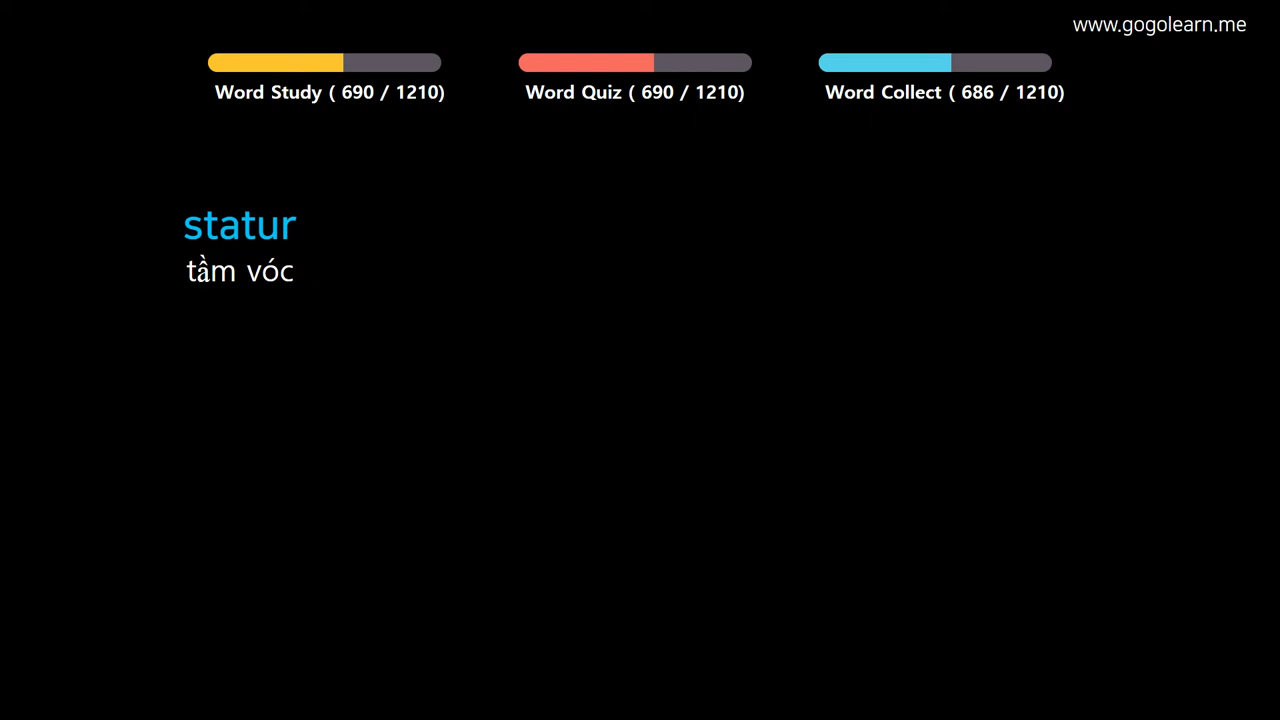 www.gogolearn.me
Word Study ( 690 / 1210)
Word Quiz ( 690 / 1210)
Word Collect ( 686 / 1210)
statur
tầm vóc